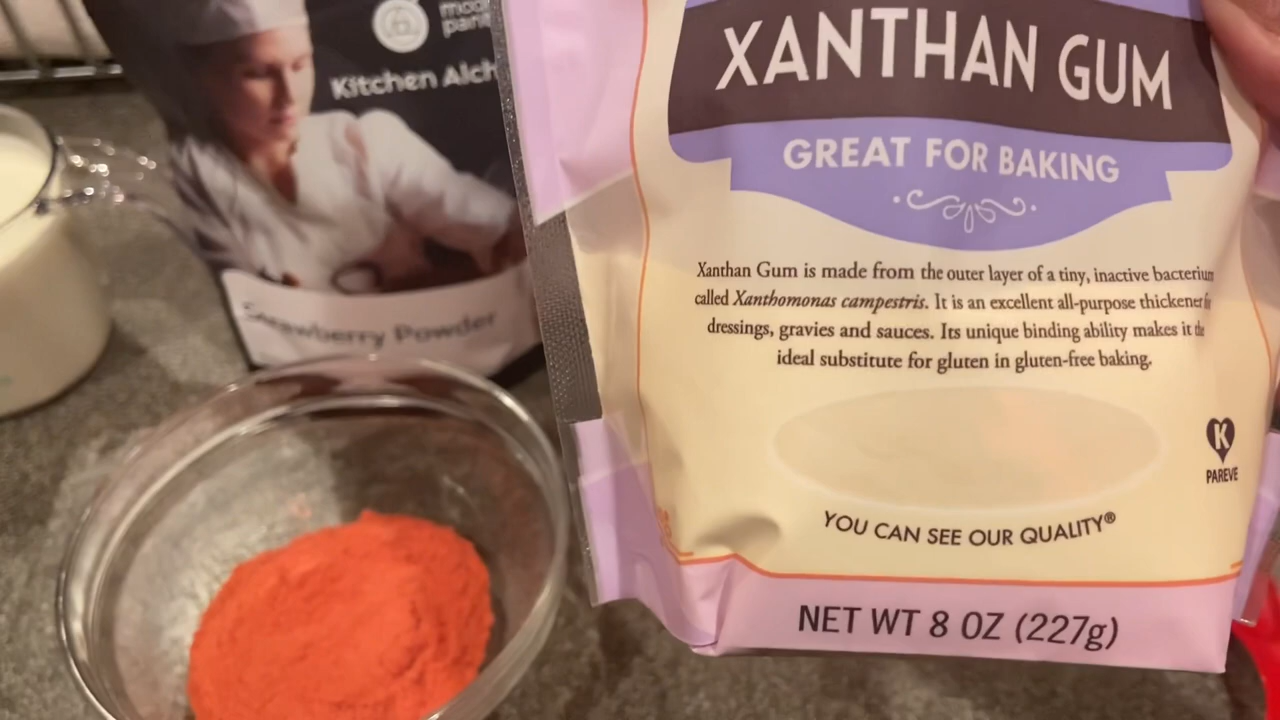 Kitchen Alch
Strawberry Powder
XANTHAN GUM
GREAT FOR BAKING
Xanthan Gum is made from the outer layer of a tiny, inactive bacterium
called Xanthomonas campestris. It is an excellent all-purpose thickener
dressings, gravies and sauces. Its unique binding ability makes it the
ideal substitute for gluten in gluten-free baking.
K
PAREVE
YOU CAN SEE OUR QUALITY®
NET WT 8 OZ (227g)